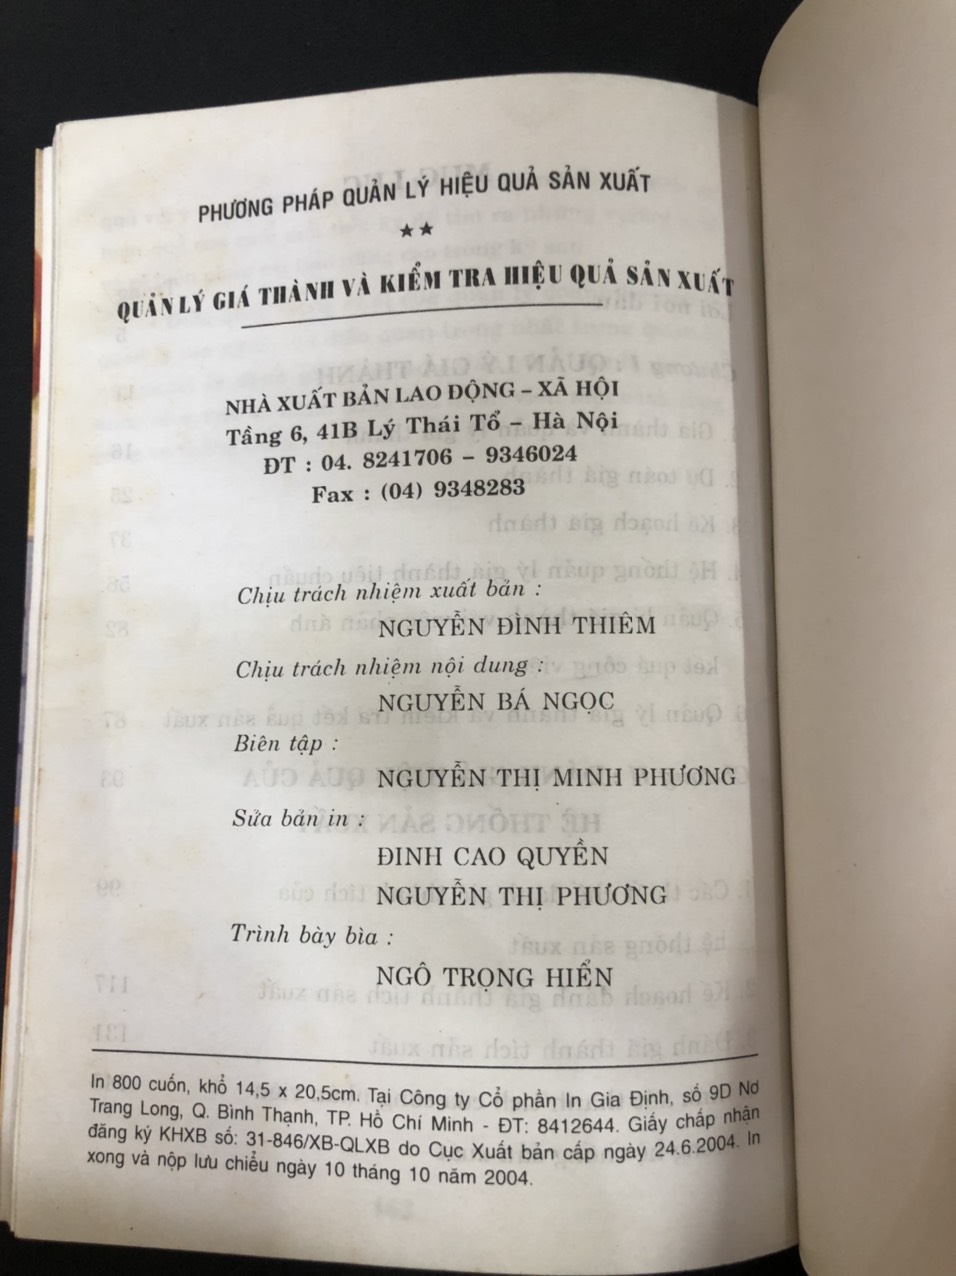 PHƯƠNG PHÁP QUẢN LÝ HIỆU QUẢ SẢN XUẤT
★★
QUẢN LÝ GIÁ THÀNH VÀ KIỂM TRA HIỆU QUẢ SẢN XUẤT
NHÀ XUẤT BẢN LAO ĐỘNG – XÃ HỘI
Tầng 6, 41B Lý Thái Tổ – Hà Nội
ĐT : 04. 8241706 – 9346024
Fax : (04) 9348283
Chịu trách nhiệm xuất bản :
NGUYỄN ĐÌNH THIÊM
Chịu trách nhiệm nội dung :
NGUYỄN BÁ NGỌC
Biên tập :
NGUYỄN THỊ MINH PHƯƠNG
Sửa bản in :
ĐINH CAO QUYỀN
NGUYỄN THỊ PHƯƠNG
Trình bày bìa :
NGÔ TRỌNG HIỂN
In 800 cuốn, khổ 14,5 x 20,5cm. Tại Công ty Cổ phần In Gia Định, số 9D Nơ
Trang Long, Q. Bình Thạnh, TP. Hồ Chí Minh - ĐT: 8412644. Giấy chấp nhận
đăng ký KHXB số: 31-846/XB-QLXB do Cục Xuất bản cấp ngày 24.6.2004. In
xong và nộp lưu chiểu ngày 10 tháng 10 năm 2004.